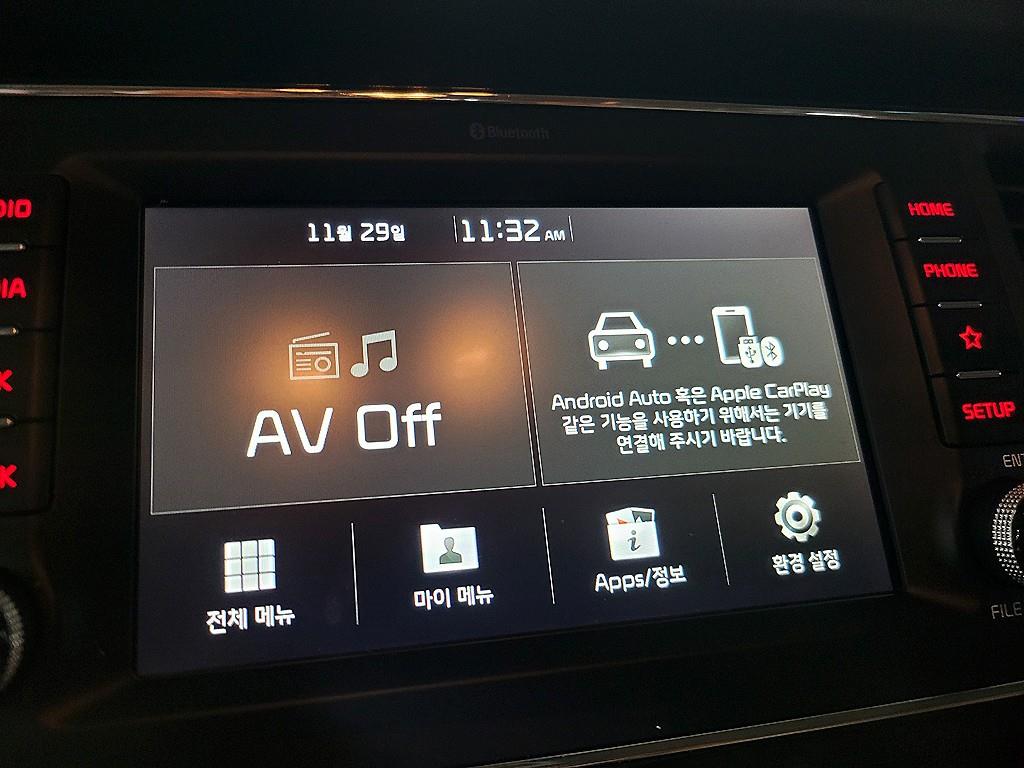 Bluetooth
11월 29일
11:32 AM
AV Off
Android Auto 혹은 Apple CarPlay
같은 기능을 사용하기 위해서는 기기를
연결해 주시기 바랍니다.
전체 메뉴
마이 메뉴
Apps/정보
환경 설정
DIO
IA
K
K
HOME
PHONE
SETUP
ENT
FILE